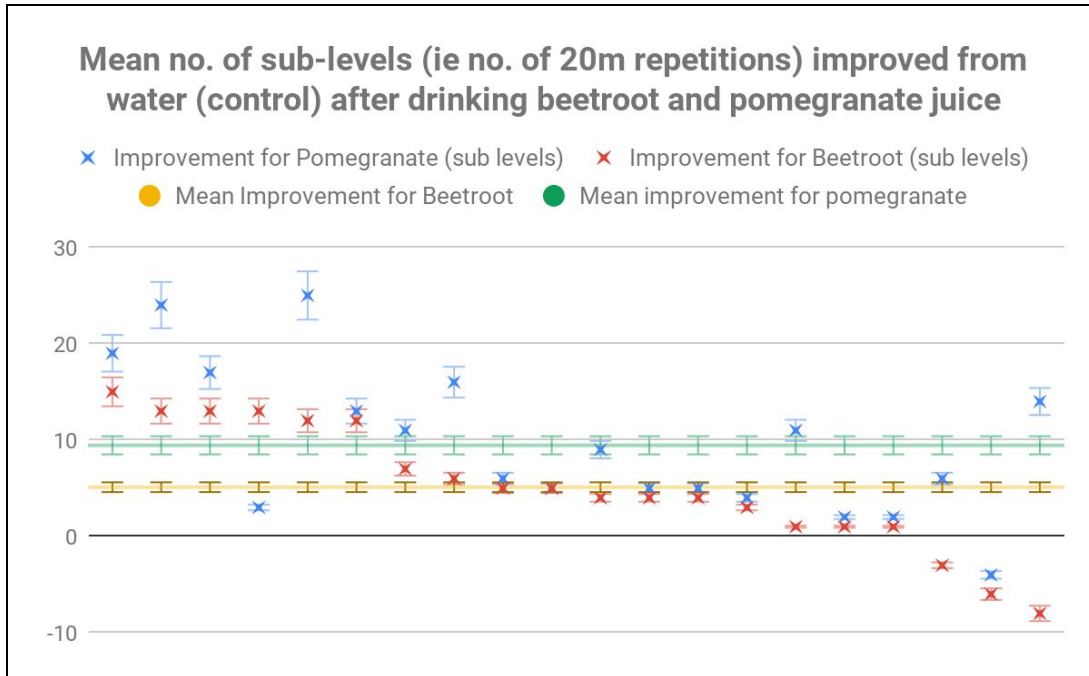 Mean no. of sub-levels (ie no. of 20m repetitions) improved from
water (control) after drinking beetroot and pomegranate juice
Improvement for Pomegranate (sub levels) Improvement for Beetroot (sub levels)
Mean Improvement for Beetroot Mean improvement for pomegranate
30
20
10
0
-10